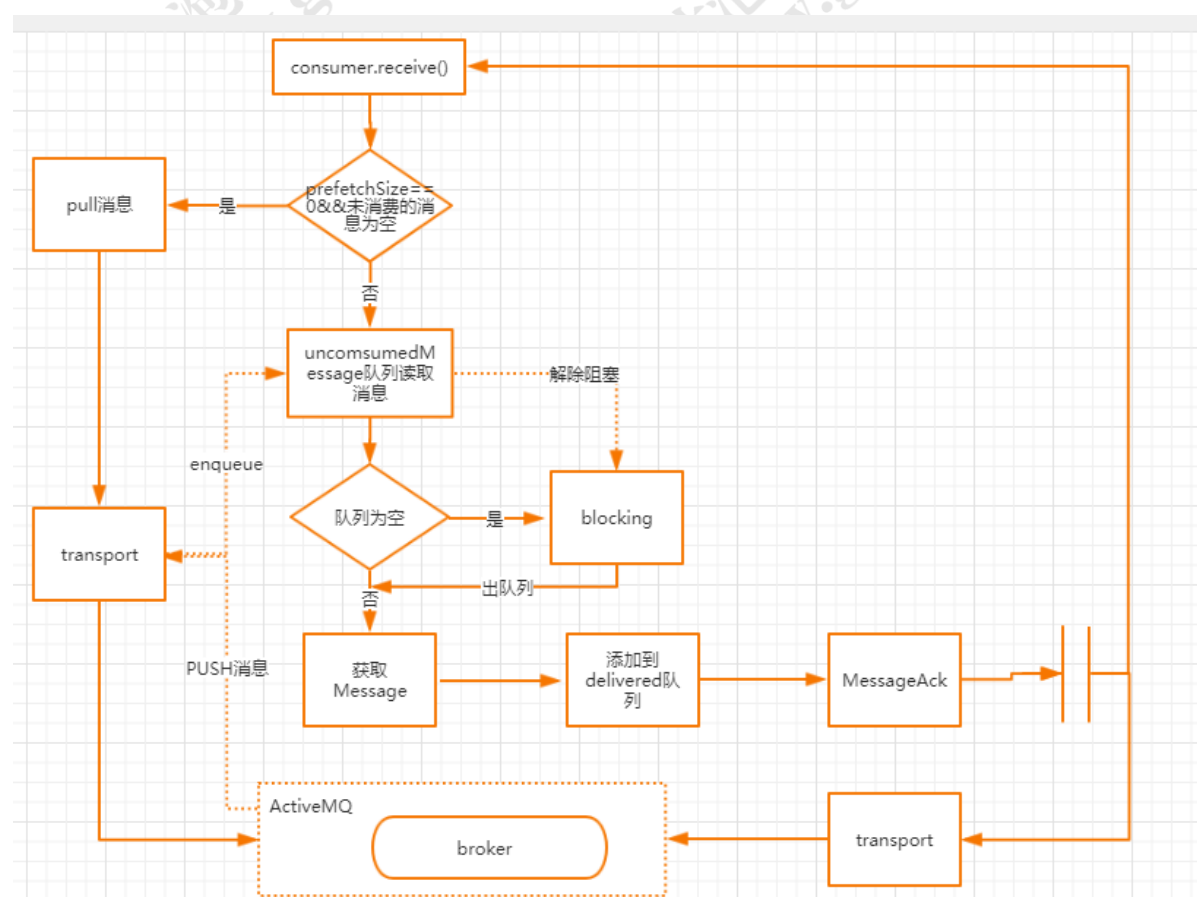 consumer.receive()
prefetchSize==
0&&未消费的消
息为空
是
pull消息
否
uncomsumedM
essage队列读取
消息
解除阻塞
enqueue
队列为空
是
blocking
transport
出队列
否
PUSH消息
获取
Message
添加到
delivered队
列
MessageAck
ActiveMQ
broker
transport